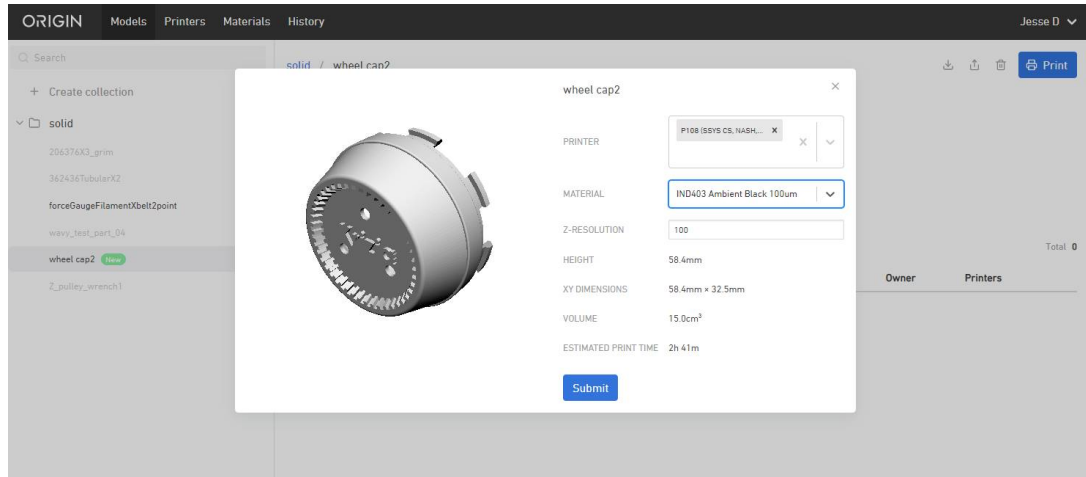 ORIGIN Models Printers Materials History Jesse D
Search
solid / wheel cap2
Print
Create collection
solid
206376X3_grim
362436TubularX2
forceGaugeFilamentXbelt2point
wavy_test_part_04
wheel cap2 New
Z_pulley_wrench1
wheel cap2
PRINTER P108 (SSYS CS, NASH,...
MATERIAL IND403 Ambient Black 100um
Z-RESOLUTION 100
HEIGHT 58.4mm
XY DIMENSIONS 58.4mm × 32.5mm
VOLUME 15.0cm³
ESTIMATED PRINT TIME 2h 41m
Submit
Total 0
Owner Printers